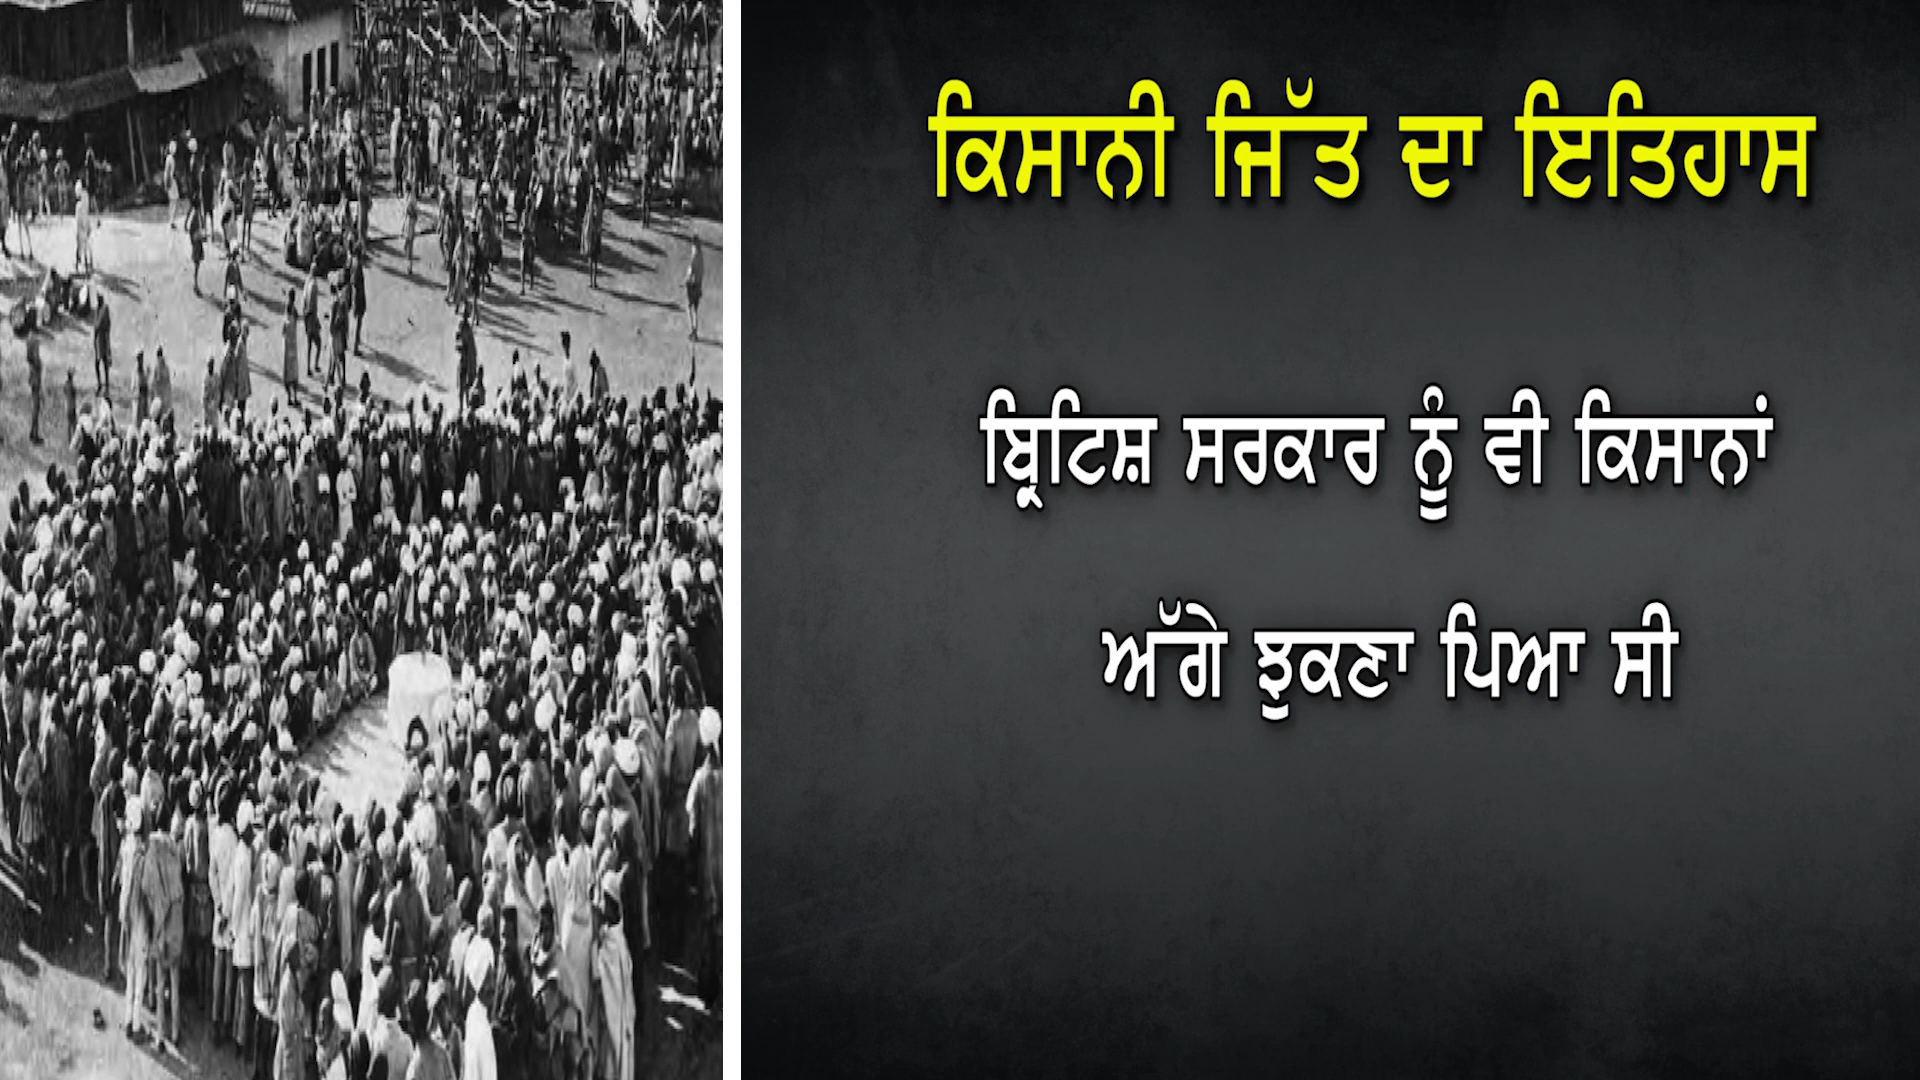 ਕਿਸਾਨੀ ਜਿੱਤ ਦਾ ਇਤਿਹਾਸ
ਬ੍ਰਿਟਿਸ਼ ਸਰਕਾਰ ਨੂੰ ਵੀ ਕਿਸਾਨਾਂ
ਅੱਗੇ ਝੁਕਣਾ ਪਿਆ ਸੀ